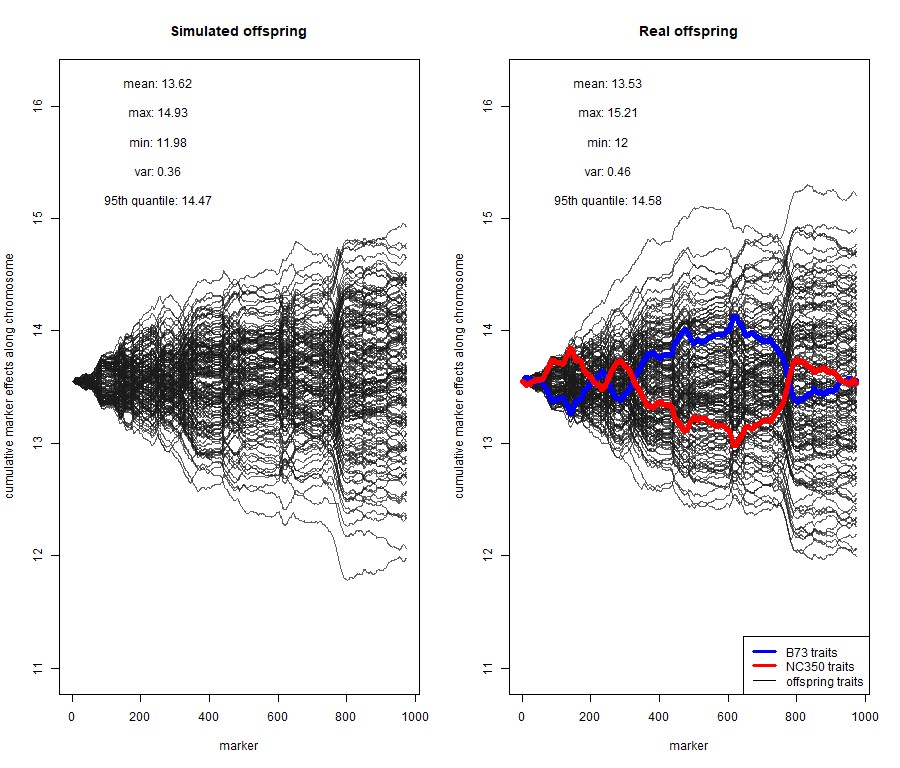 Simulated offspring
mean: 13.62
max: 14.93
min: 11.98
var: 0.36
95th quantile: 14.47
cumulative marker effects along chromosome
16
15
14
13
12
11
0 200 400 600 800 1000
marker
Real offspring
mean: 13.53
max: 15.21
min: 12
var: 0.46
95th quantile: 14.58
cumulative marker effects along chromosome
16
15
14
13
12
11
B73 traits
NC350 traits
offspring traits
0 200 400 600 800 1000
marker